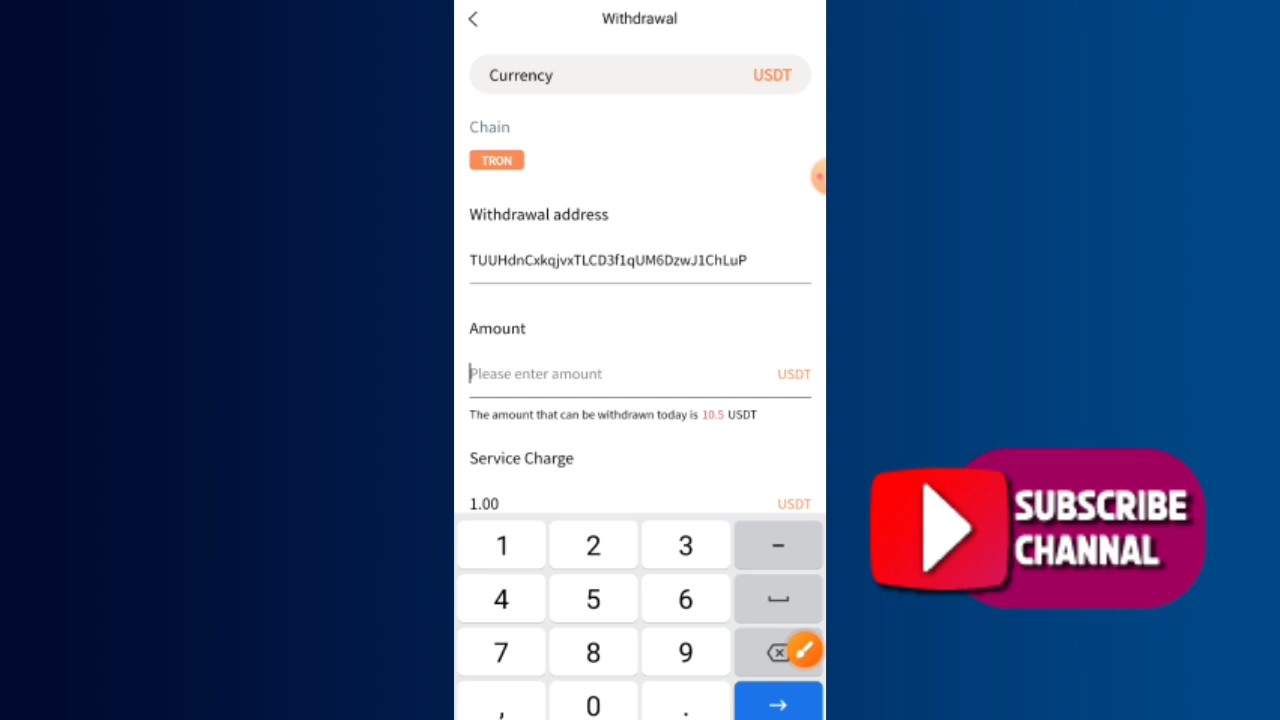 Withdrawal
Currency USDT
Chain
TRON
Withdrawal address
TUUHdnCxkqjvxTLCD3f1qUM6DzwJ1ChLuP
Amount
Please enter amount USDT
The amount that can be withdrawn today is 10.5 USDT
Service Charge
1.00 USDT
1 2 3 -
4 5 6
7 8 9
, 0 .
SUBSCRIBE
CHANNAL